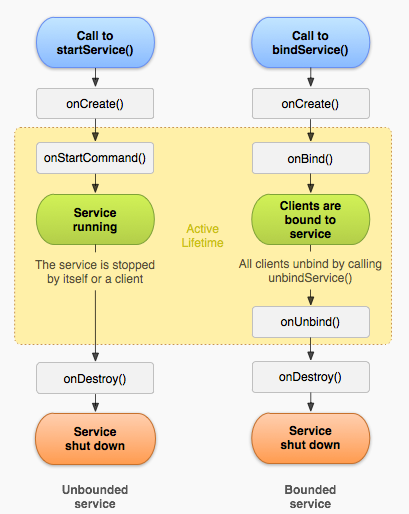 Call to
startService()
onCreate()
onStartCommand()
Service
running
The service is stopped
by itself or a client
onDestroy()
Service
shut down
Unbounded
service
Active
Lifetime
Call to
bindService()
onCreate()
onBind()
Clients are
bound to
service
All clients unbind by calling
unbindService()
onUnbind()
onDestroy()
Service
shut down
Bounded
service